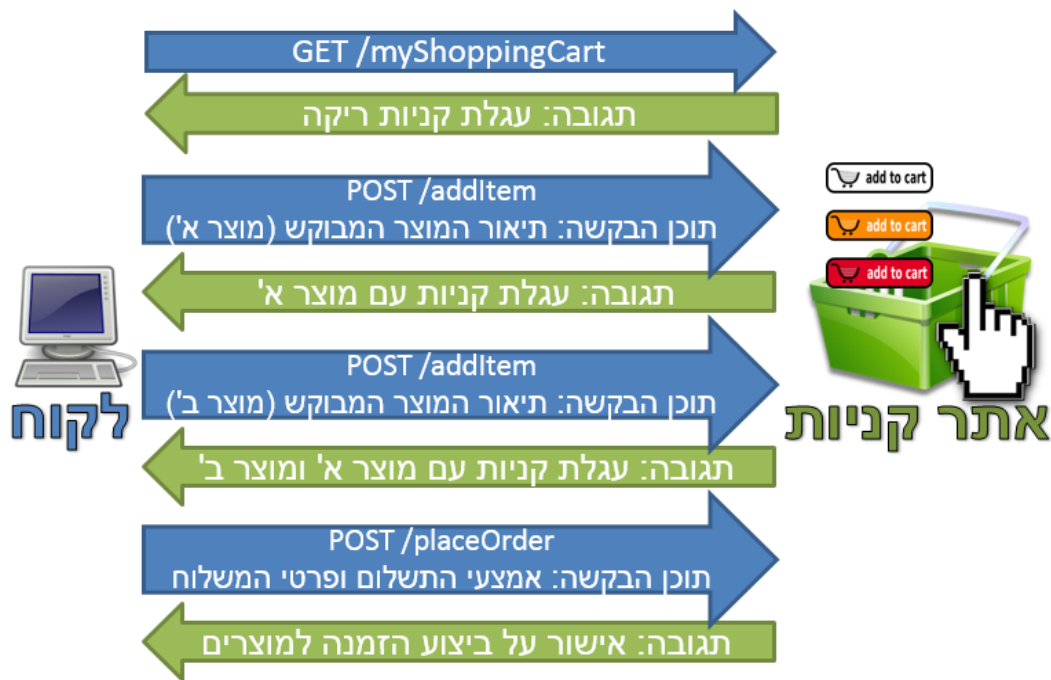 GET /myShoppingCart
תגובה: עגלת קניות ריקה
POST /addItem
תוכן הבקשה: תיאור המוצר המבוקש (מוצר א')
תגובה: עגלת קניות עם מוצר א'
POST /addItem
תוכן הבקשה: תיאור המוצר המבוקש (מוצר ב')
תגובה: עגלת קניות עם מוצר א' ומוצר ב'
POST /placeOrder
תוכן הבקשה: אמצעי התשלום ופרטי המשלוח
תגובה: אישור על ביצוע הזמנה למוצרים
לקוח
add to cart
add to cart
add to cart
אתר קניות